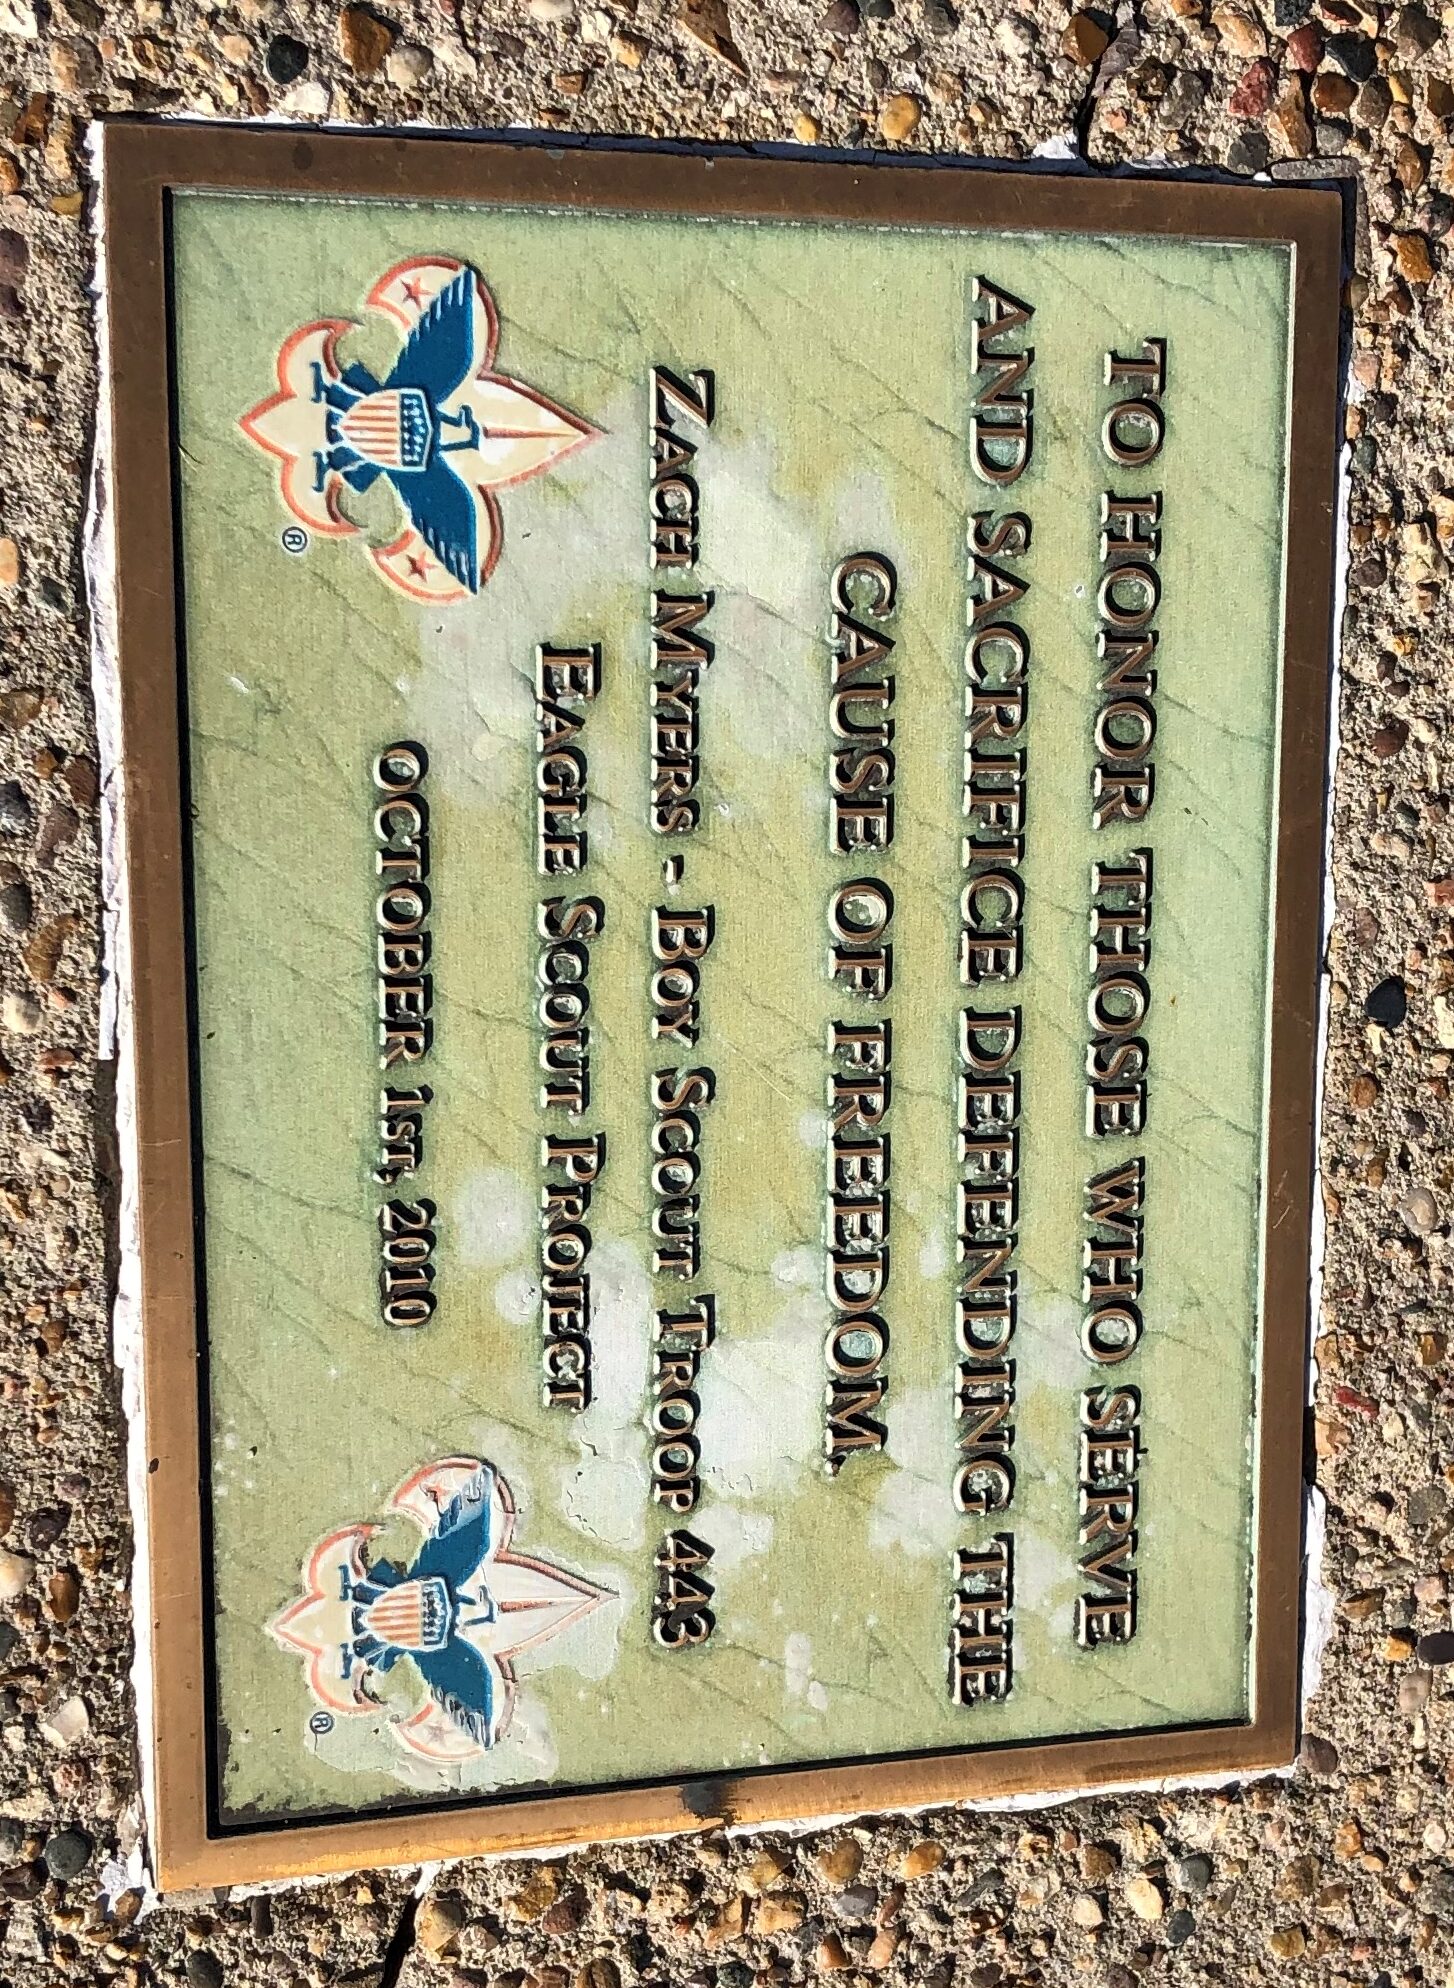 TO HONOR THOSE WHO SERVE
AND SACRIFICE DEFENDING THE
CAUSE OF FREEDOM.
ZACH MYERS - BOY SCOUT TROOP 443
EAGLE SCOUT PROJECT
OCTOBER 1ST, 2010
®
®